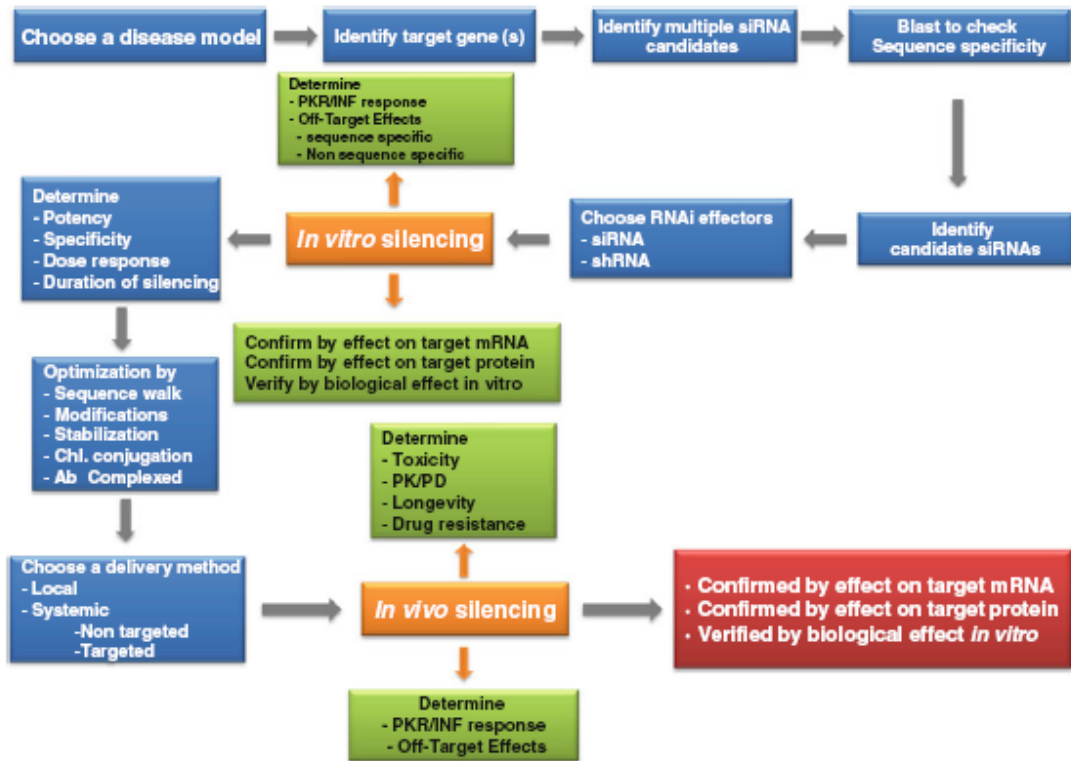 Choose a disease model
Identify target gene (s)
Identify multiple siRNA
candidates
Blast to check
Sequence specificity
Determine
- PKR/INF response
- Off-Target Effects
- sequence specific
- Non sequence specific
Determine
- Potency
- Specificity
- Dose response
- Duration of silencing
In vitro silencing
Choose RNAi effectors
- siRNA
- shRNA
Identify
candidate siRNAs
Confirm by effect on target mRNA
Confirm by effect on target protein
Verify by biological effect in vitro
Optimization by
- Sequence walk
- Modifications
- Stabilization
- Chl. conjugation
- Ab Complexed
Determine
- Toxicity
- PK/PD
- Longevity
- Drug resistance
Choose a delivery method
- Local
- Systemic
-Non targeted
-Targeted
In vivo silencing
· Confirmed by effect on target mRNA
· Confirmed by effect on target protein
· Verified by biological effect in vitro
Determine
- PKR/INF response
- Off-Target Effects